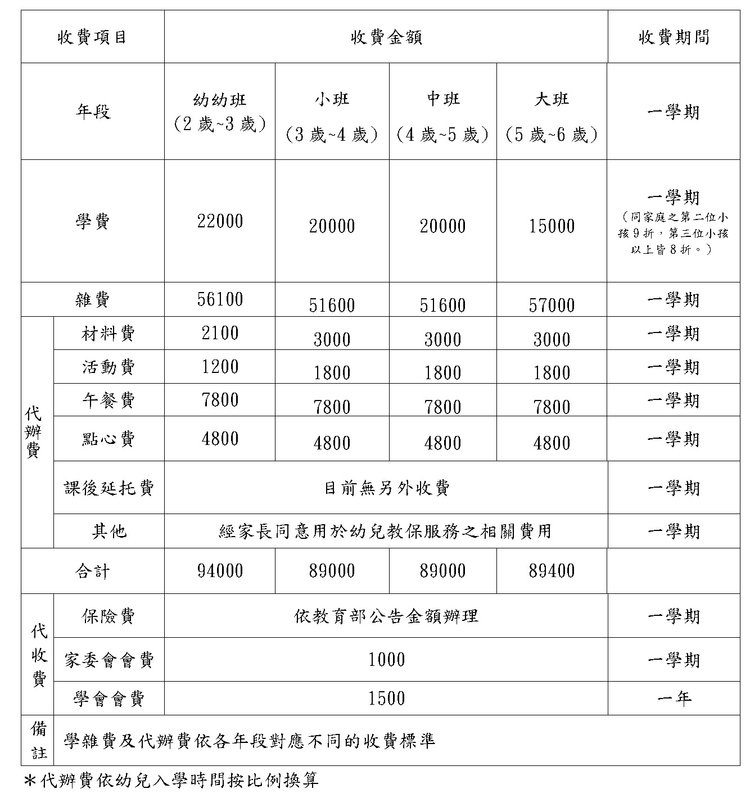 收費項目 收費金額 收費期間
年段 幼幼班 小班 中班 大班 一學期
(2歲~3歲) (3歲~4歲) (4歲~5歲) (5歲~6歲)
學費 22000 20000 20000 15000 一學期
(同家庭之第二位小
孩9折，第三位小孩
以上皆8折。)
雜費 56100 51600 51600 57000 一學期
代辦費
材料費 2100 3000 3000 3000 一學期
活動費 1200 1800 1800 1800 一學期
午餐費 7800 7800 7800 7800 一學期
點心費 4800 4800 4800 4800 一學期
課後延托費 目前無另外收費 一學期
其他 經家長同意用於幼兒教保服務之相關費用 一學期
合計 94000 89000 89000 89400
代收費
保險費 依教育部公告金額辦理 一學期
家委會會費 1000 一學期
學會會費 1500 一年
備註 學雜費及代辦費依各年段對應不同的收費標準
＊代辦費依幼兒入學時間按比例換算